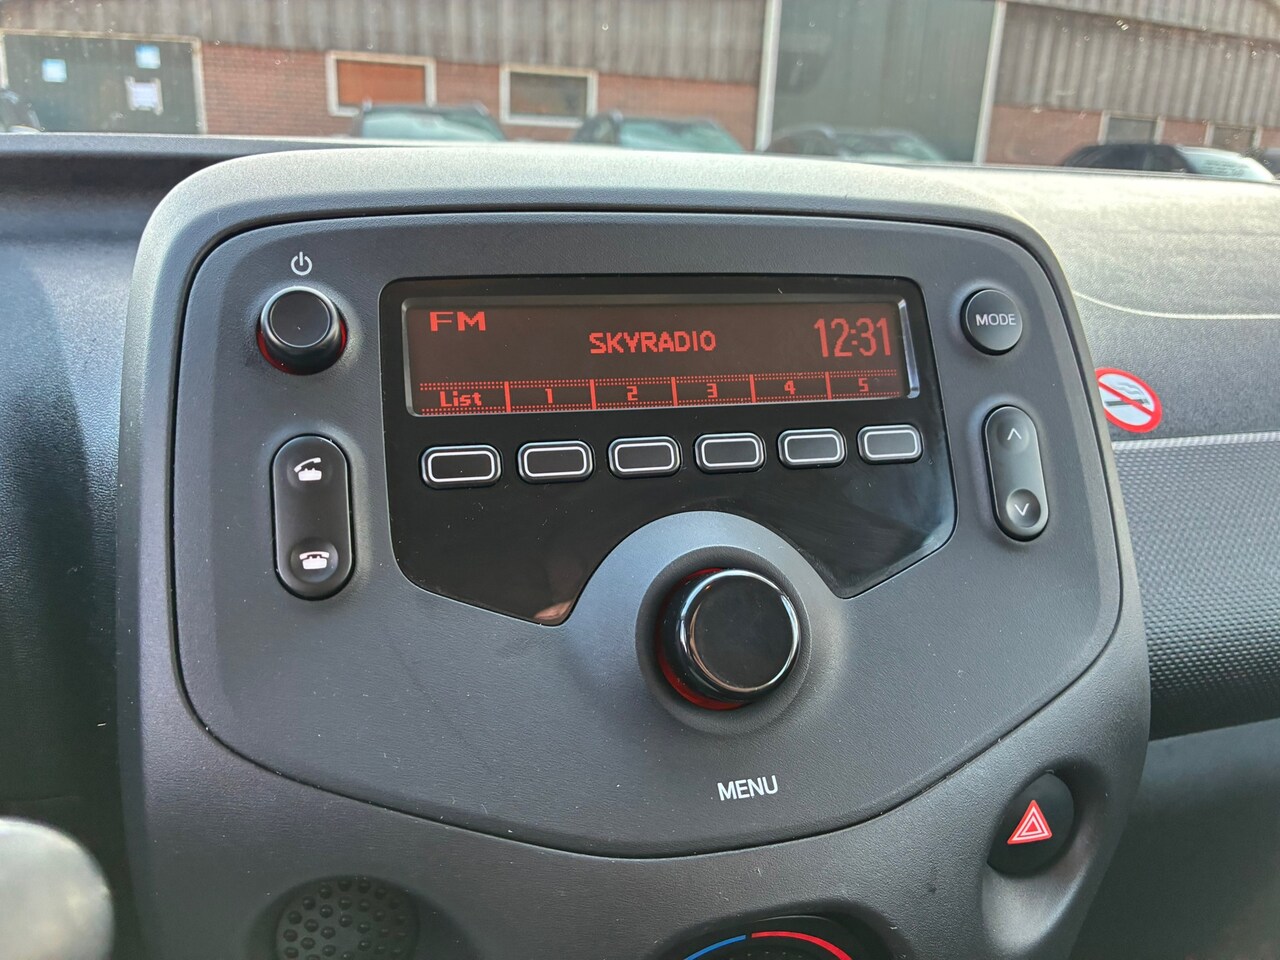 FM
SKYRADIO
12:31
List 1 2 3 4 5
MODE
MENU